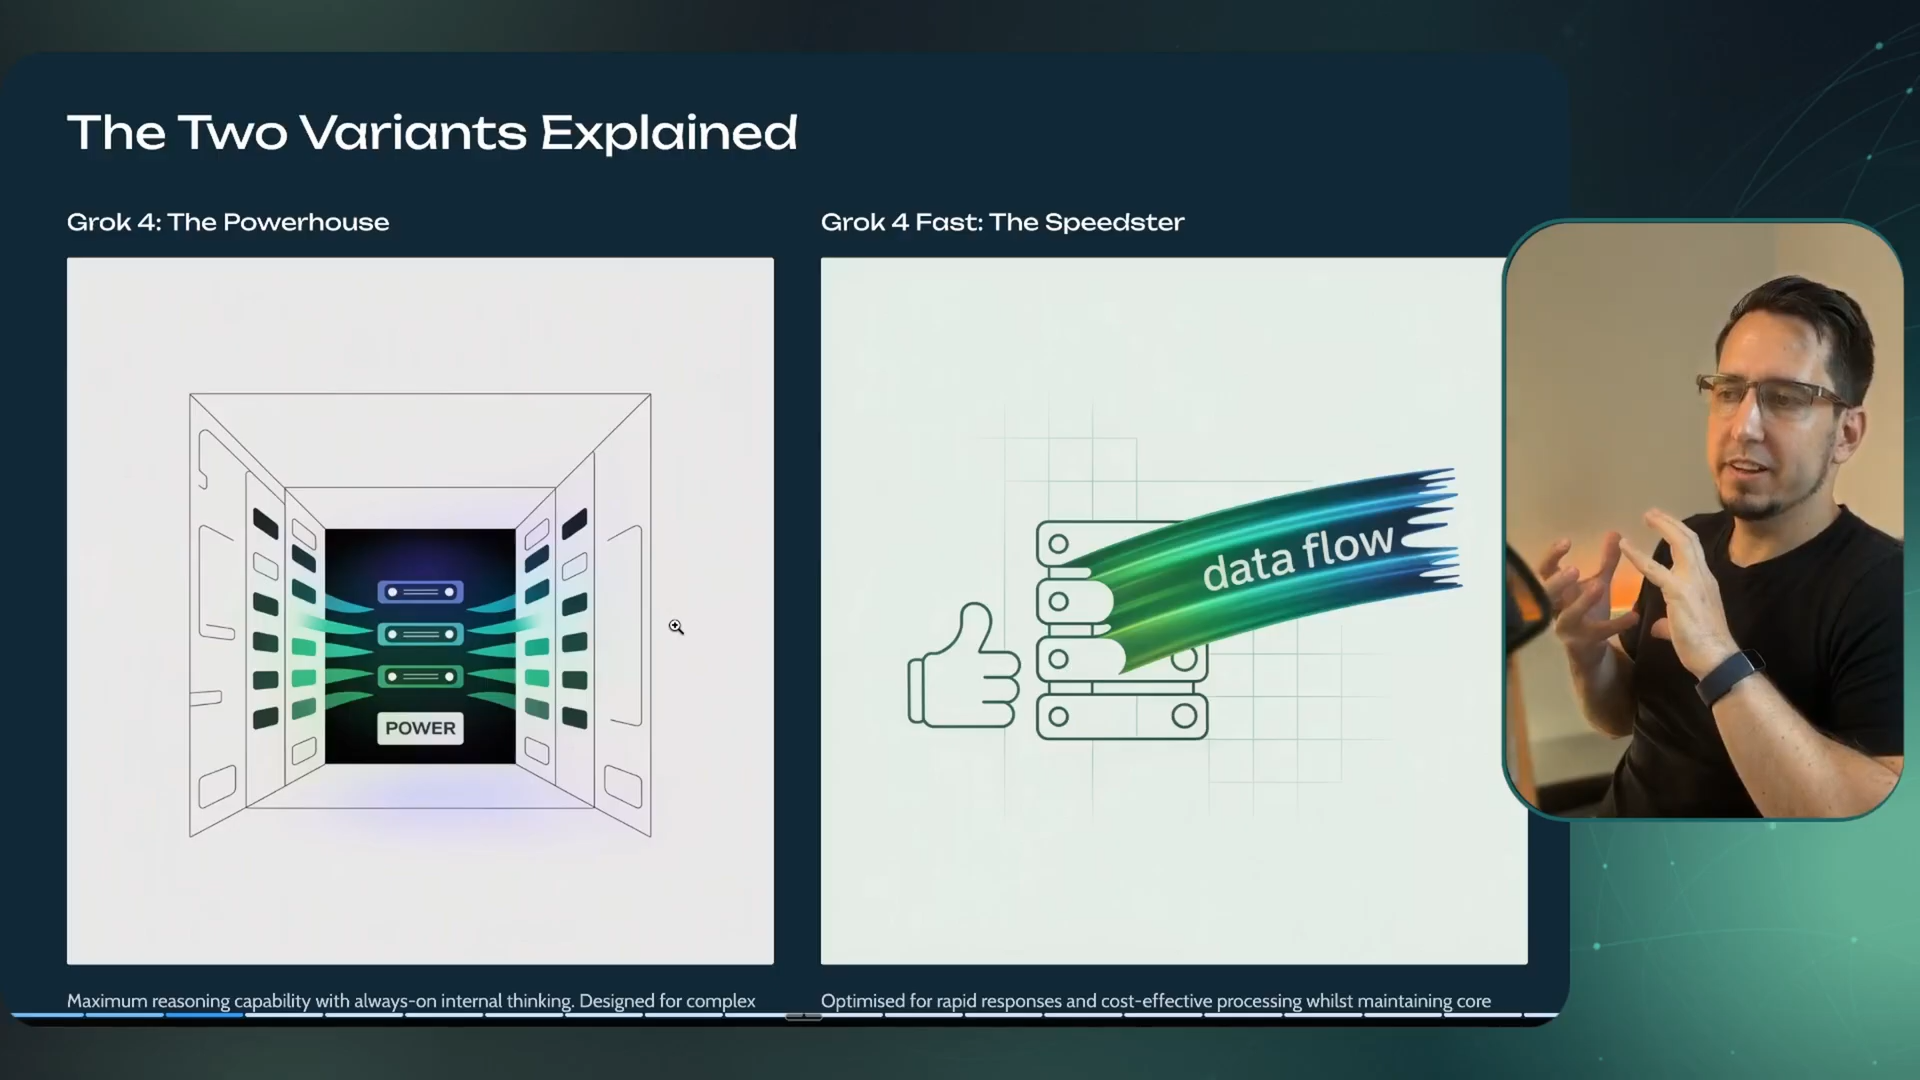 The Two Variants Explained
Grok 4: The Powerhouse
Grok 4 Fast: The Speedster
POWER
data flow
Maximum reasoning capability with always-on internal thinking. Designed for complex
Optimised for rapid responses and cost-effective processing whilst maintaining core